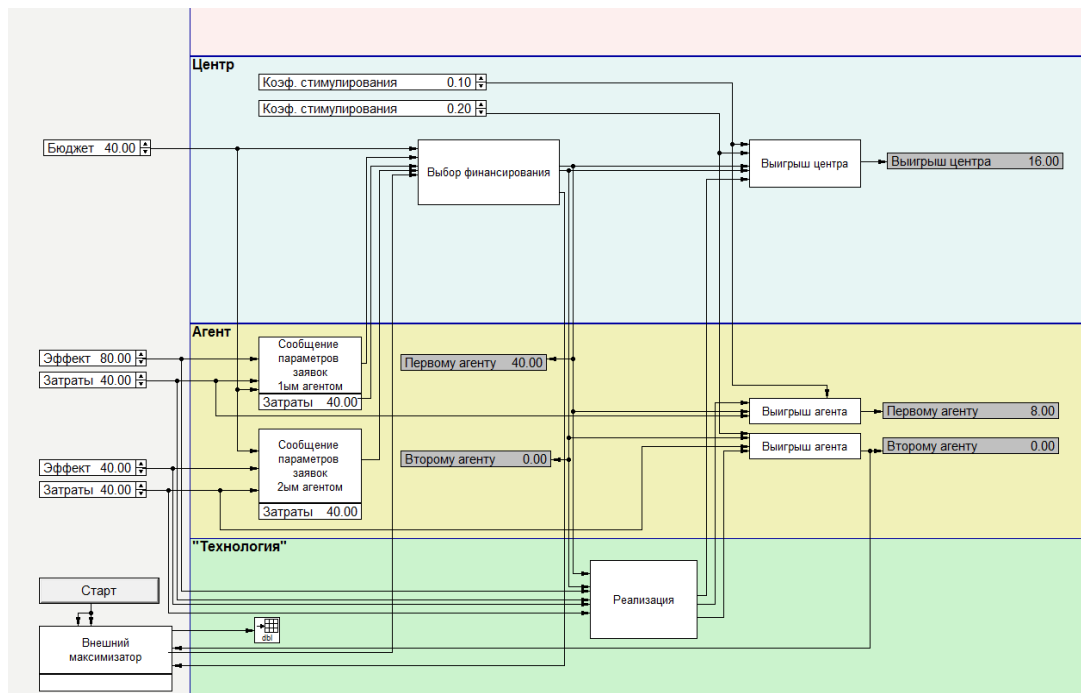 Центр
Коэф. стимулирования 0.10
Коэф. стимулирования 0.20
Бюджет 40.00
Выбор финансирования
Выигрыш центра
Выигрыш центра 16.00
Агент
Эффект 80.00
Затраты 40.00
Сообщение
параметров
заявок
1ым агентом
Затраты 40.00
Первому агенту 40.00
Выигрыш агента
Первому агенту 8.00
Эффект 40.00
Затраты 40.00
Сообщение
параметров
заявок
2ым агентом
Затраты 40.00
Второму агенту 0.00
Выигрыш агента
Второму агенту 0.00
"Технология"
Реализация
Старт
Внешний
максимизатор
dbl